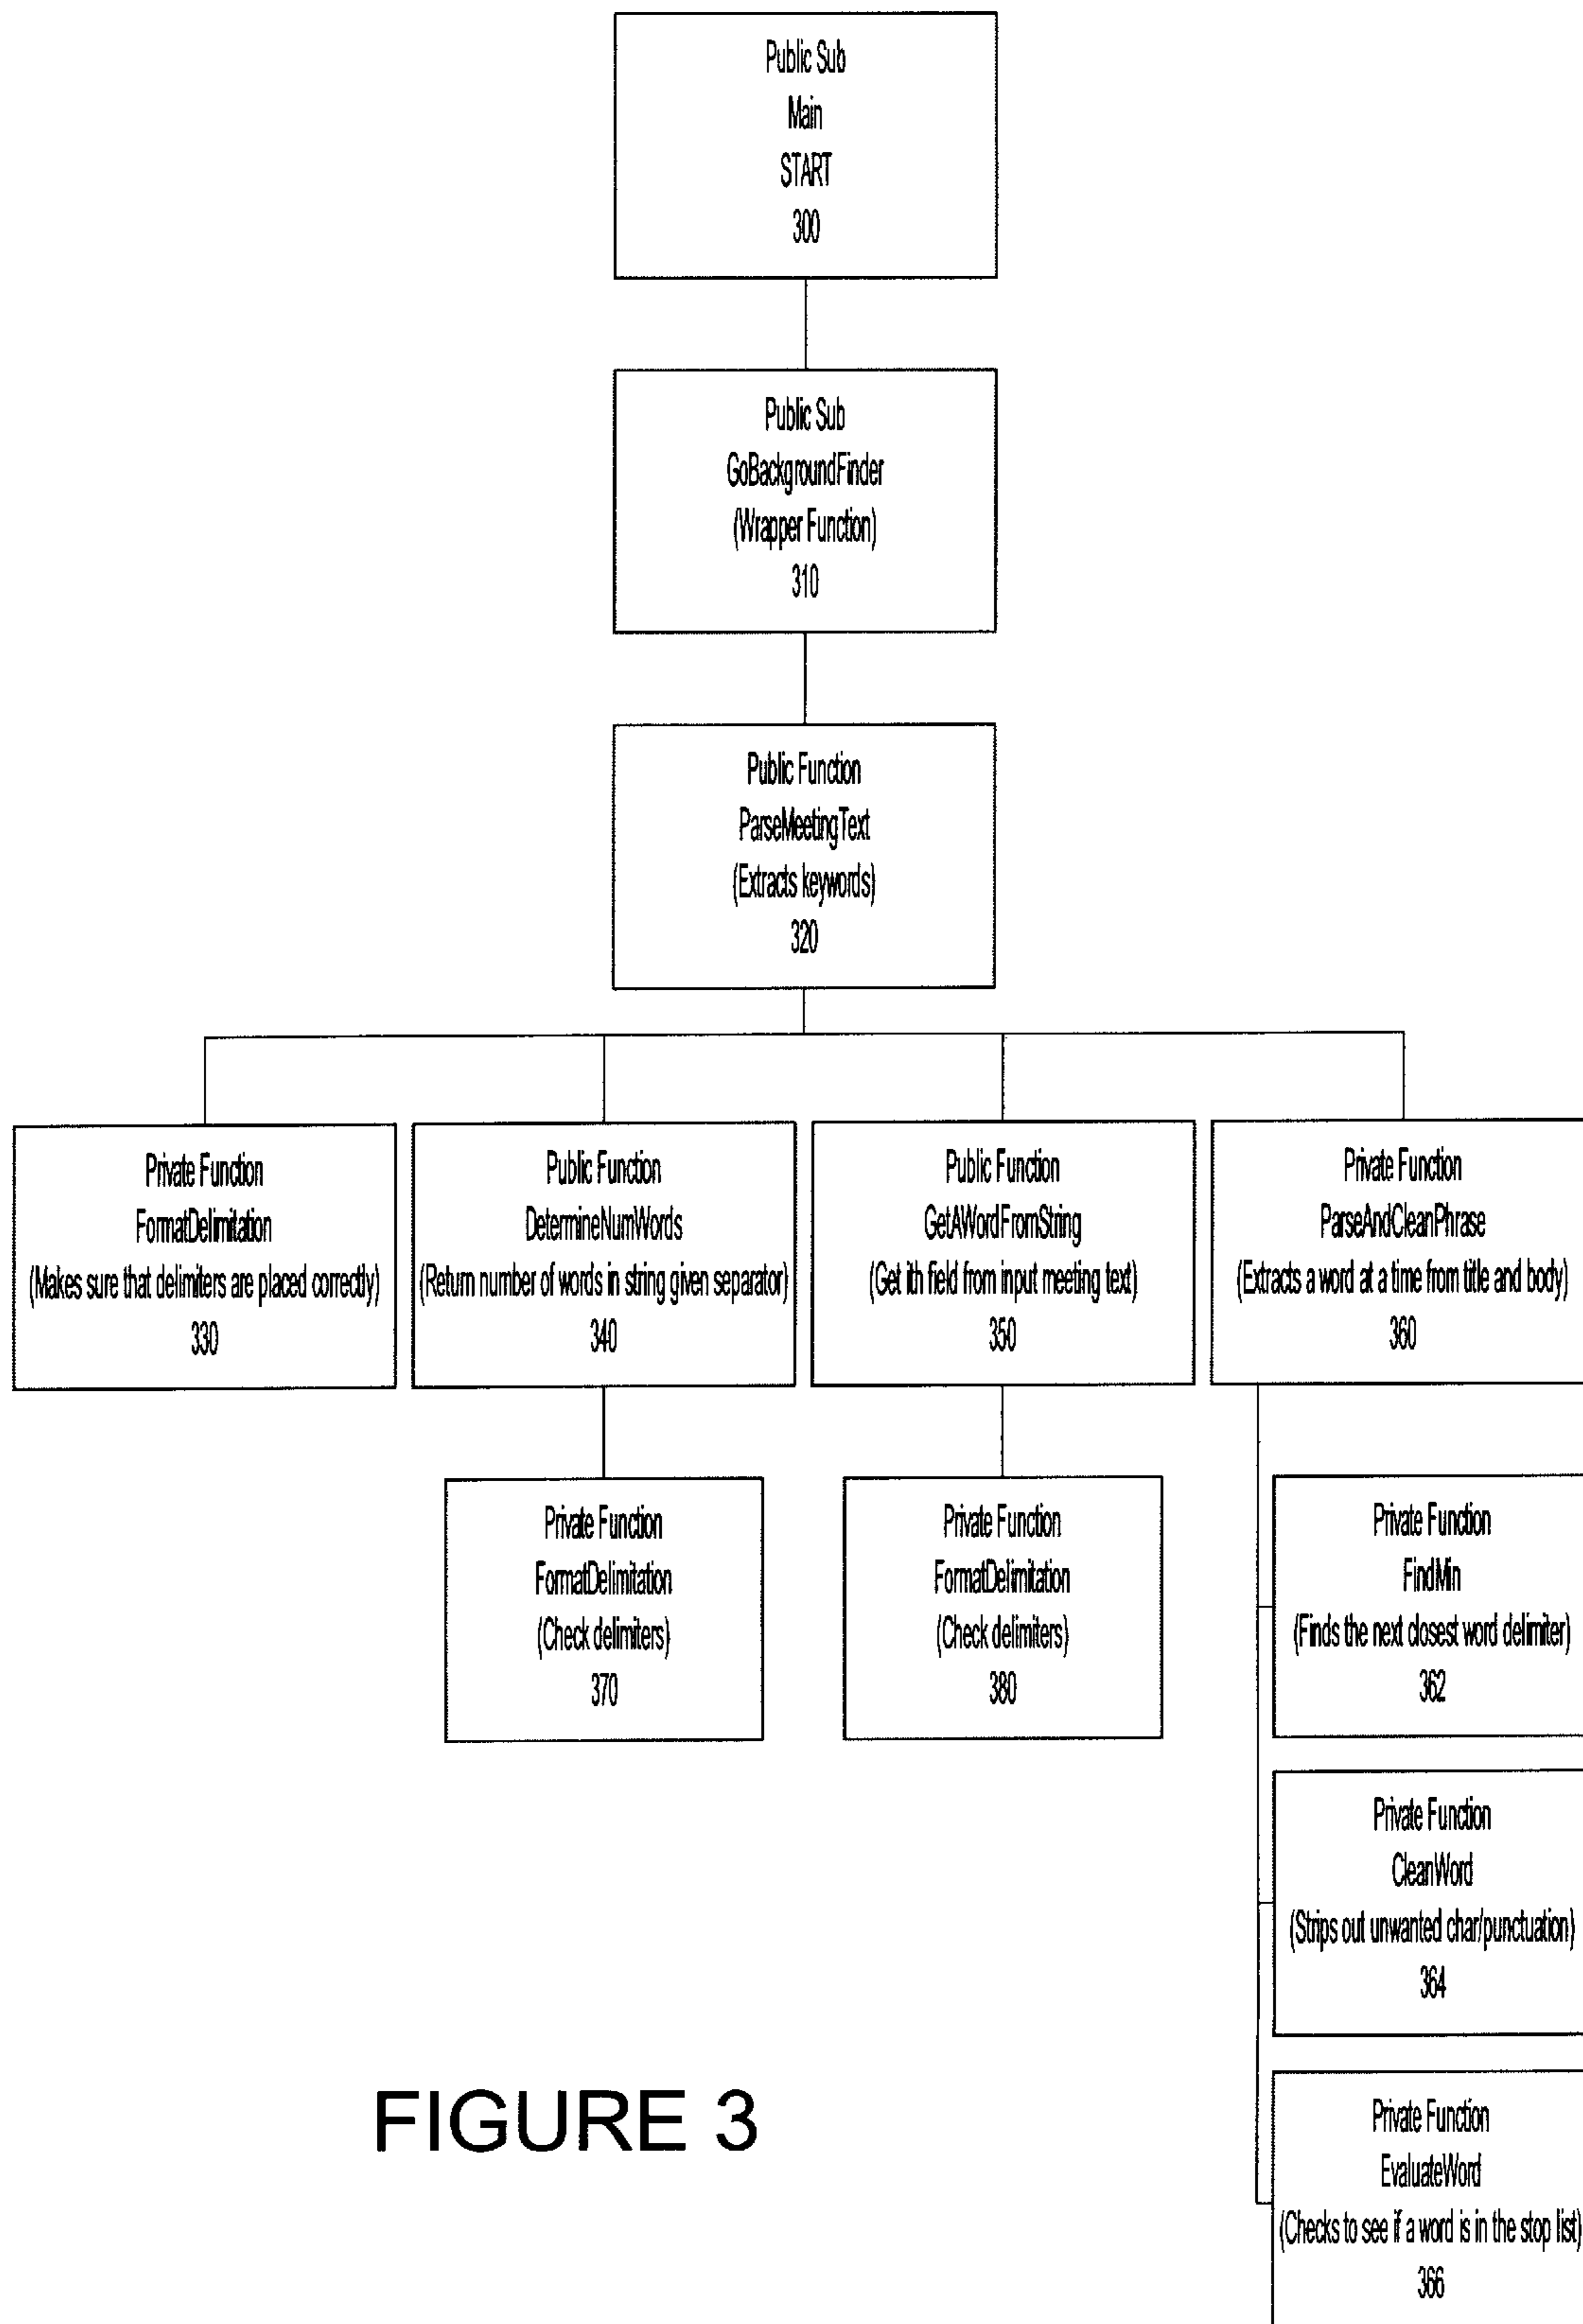 Public Sub
Main
START
300
Public Sub
GoBackgroundFinder
(Wrapper Function)
310
Public Function
ParseMeetingText
(Extracts keywords)
320
Private Function
FormatDelimitation
(Makes sure that delimiters are placed correctly)
330
Public Function
DetermineNumWords
(Return number of words in string given separator)
340
Public Function
GetAWordFromString
(Get ith field from input meeting text)
350
Private Function
ParseAndCleanPhrase
(Extracts a word at a time from title and body)
360
Private Function
FormatDelimitation
(Check delimiters)
370
Private Function
FormatDelimitation
(Check delimiters)
380
Private Function
FindMin
(Finds the next closest word delimiter)
362
Private Function
CleanWord
(Strips out unwanted char/punctuation)
364
Private Function
EvaluateWord
(Checks to see if a word is in the stop list)
366
FIGURE 3